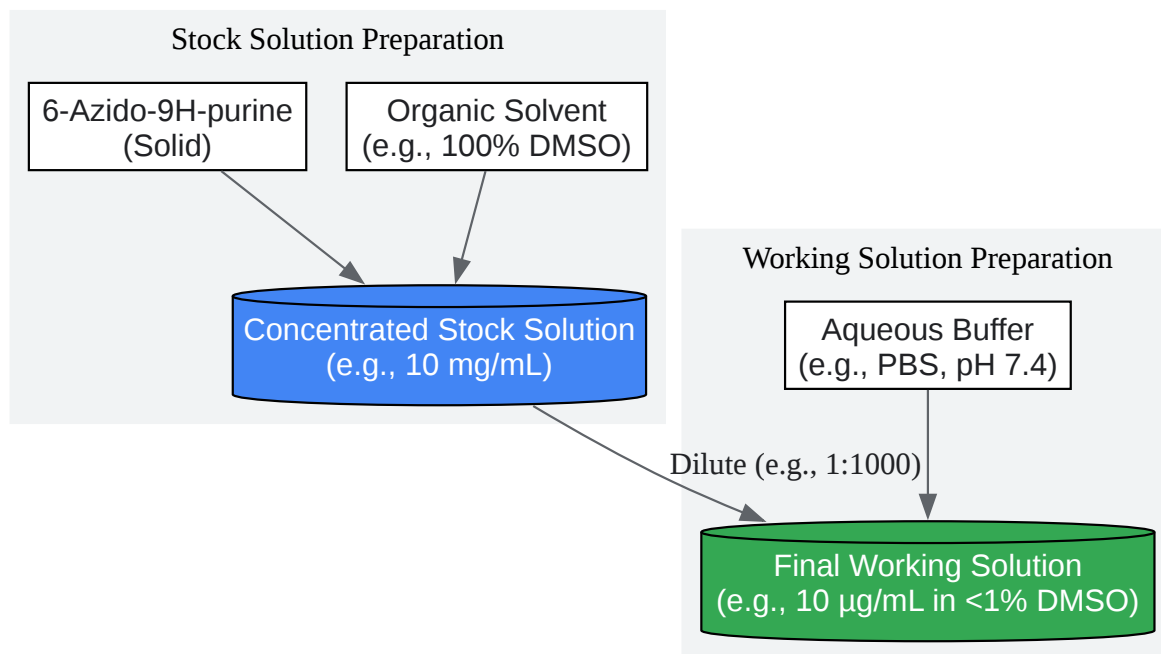 Stock Solution Preparation
6-Azido-9H-purine
(Solid)
Organic Solvent
(e.g., 100% DMSO)
Concentrated Stock Solution
(e.g., 10 mg/mL)
Working Solution Preparation
Aqueous Buffer
(e.g., PBS, pH 7.4)
Dilute (e.g., 1:1000)
Final Working Solution
(e.g., 10 µg/mL in <1% DMSO)